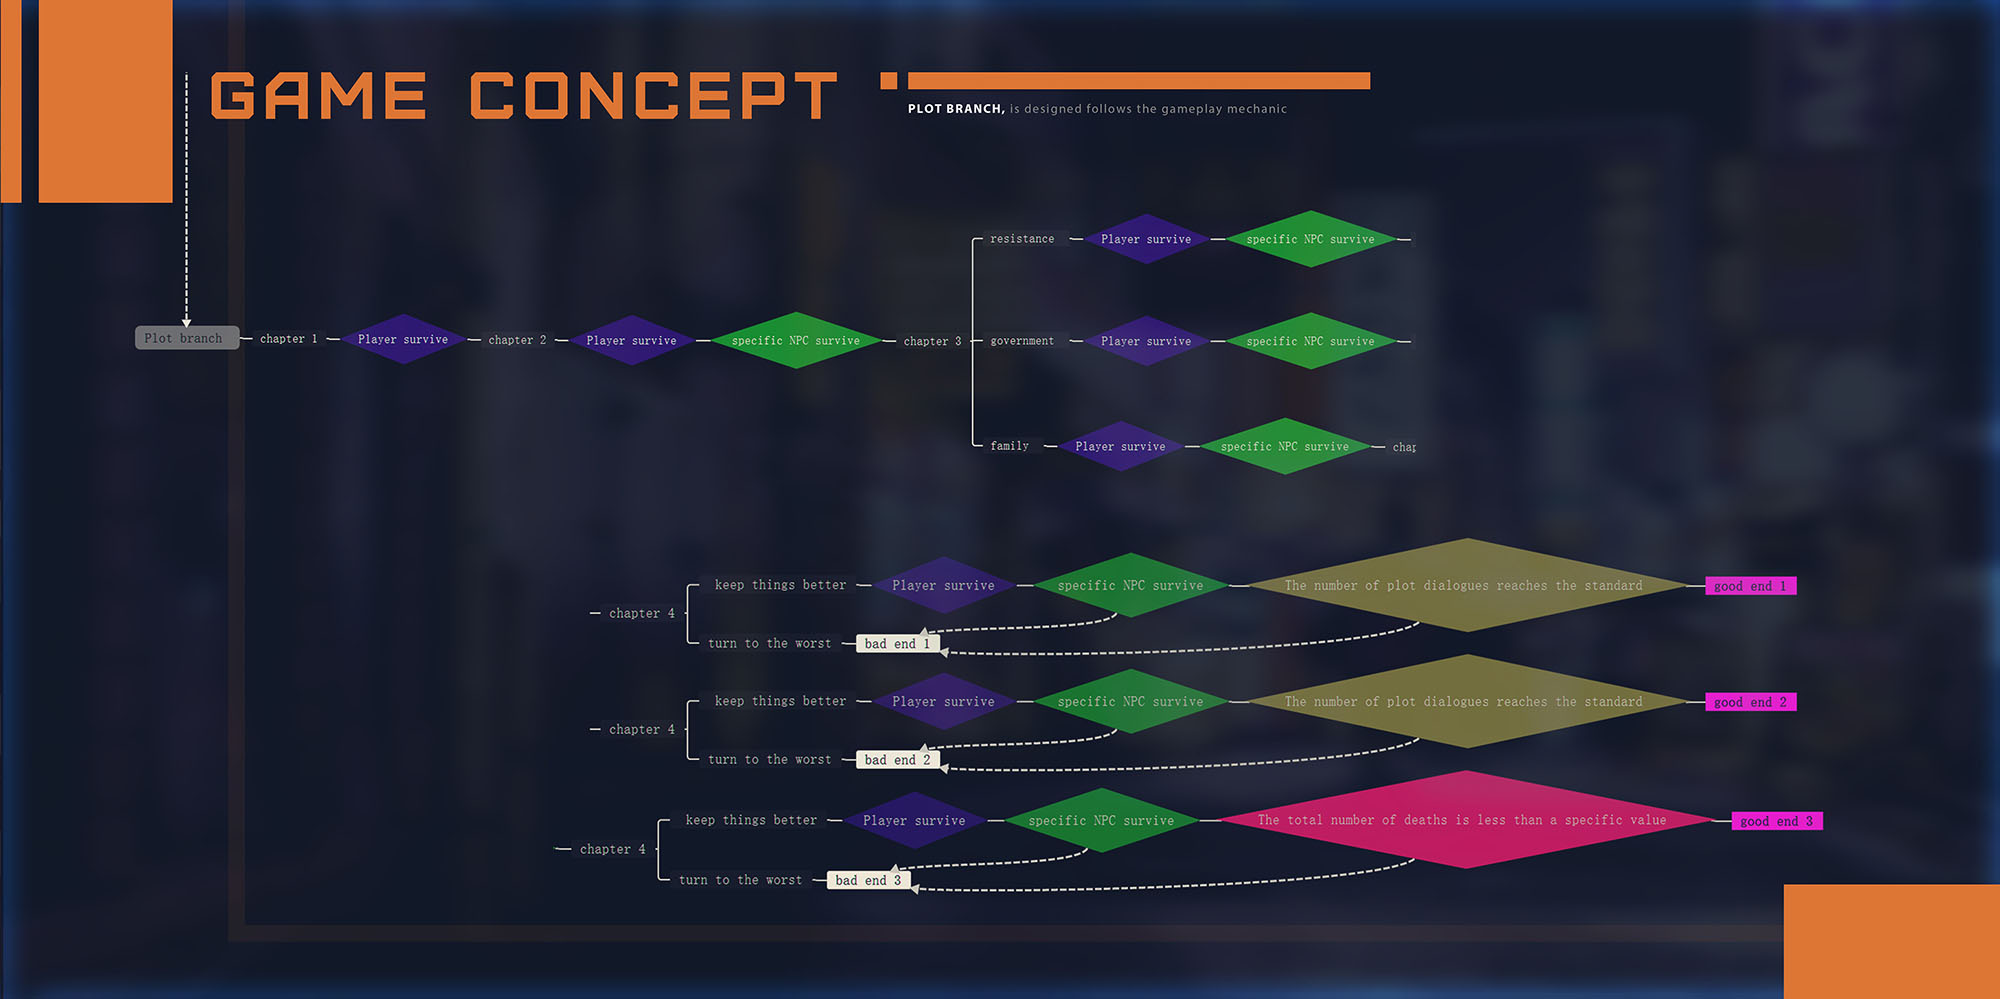 GAME CONCEPT
PLOT BRANCH, is designed follows the gameplay mechanic
resistance Player survive specific NPC survive
Plot branch chapter 1 Player survive chapter 2 Player survive specific NPC survive chapter 3 government Player survive specific NPC survive
family Player survive specific NPC survive
keep things better Player survive specific NPC survive The number of plot dialogues reaches the standard good end 1
chapter 4
turn to the worst bad end 1
keep things better Player survive specific NPC survive The number of plot dialogues reaches the standard good end 2
chapter 4
turn to the worst bad end 2
keep things better Player survive specific NPC survive The total number of deaths is less than a specific value good end 3
chapter 4
turn to the worst bad end 3